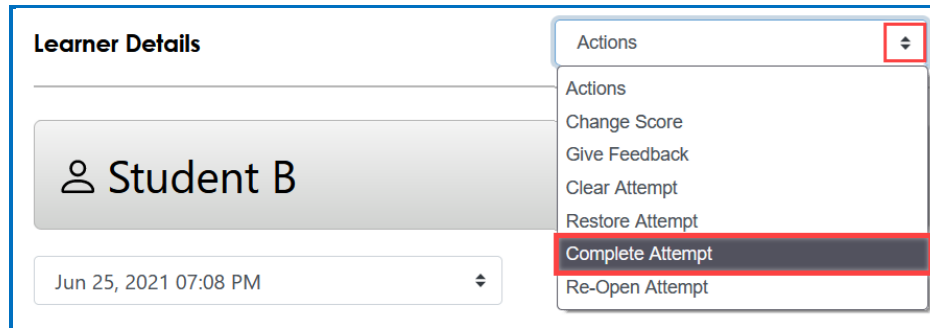 Learner Details
Actions
Actions
Change Score
Give Feedback
Student B
Clear Attempt
Restore Attempt
Complete Attempt
Jun 25, 2021 07:08 PM
Re-Open Attempt